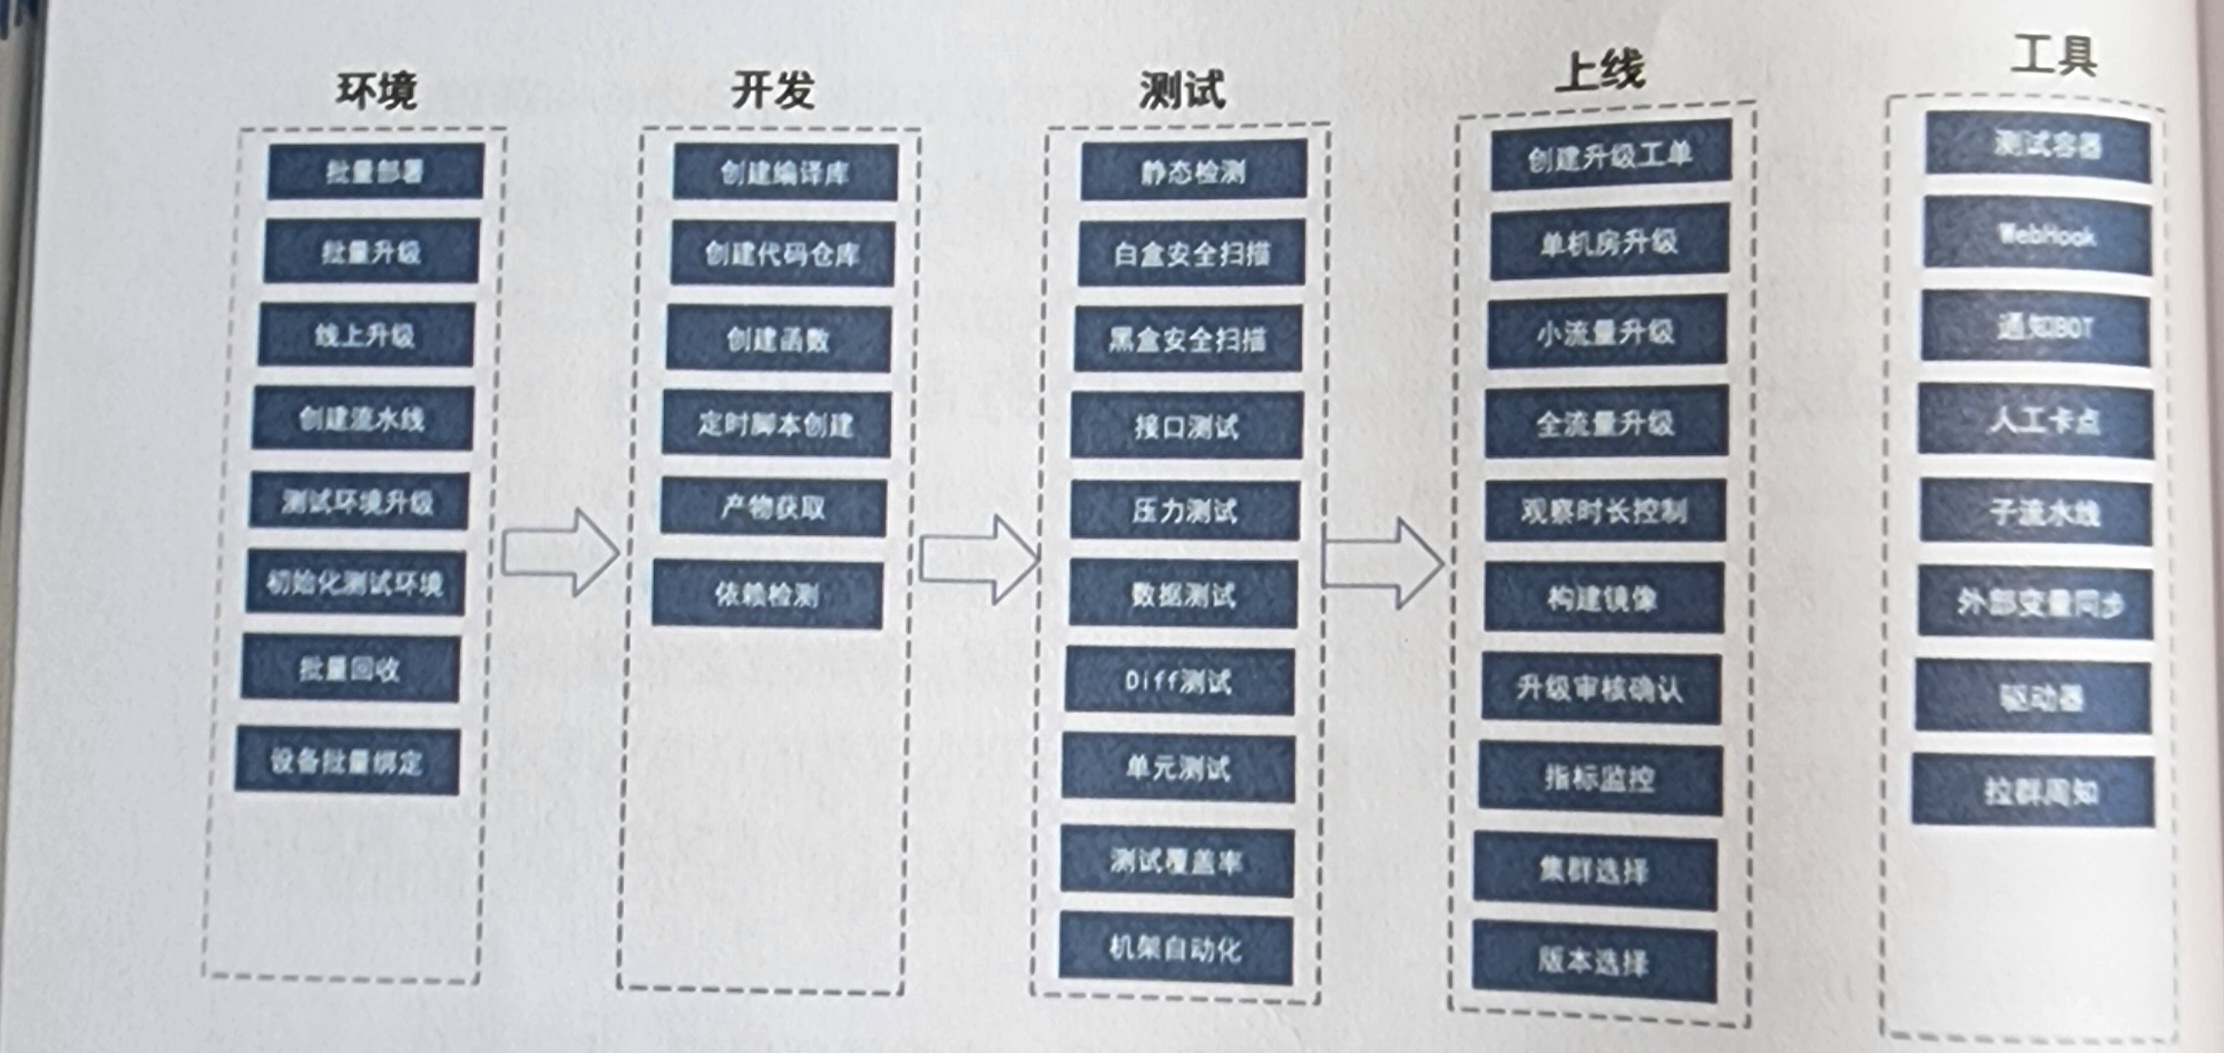 环境
批量部署
批量升级
线上升级
创建流水线
测试环境升级
初始化测试环境
批量回收
设备批量绑定
开发
创建编译库
创建代码仓库
创建函数
定时脚本创建
产物获取
依赖检测
测试
静态检测
白盒安全扫描
黑盒安全扫描
接口测试
压力测试
数据测试
Diff测试
单元测试
测试覆盖率
机架自动化
上线
创建升级工单
单机房升级
小流量升级
全流量升级
观察时长控制
构建镜像
升级审核确认
指标监控
集群选择
版本选择
工具
测试容器
WebHook
通知BOT
人工卡点
子流水线
外部变量同步
驱动器
拉群周知